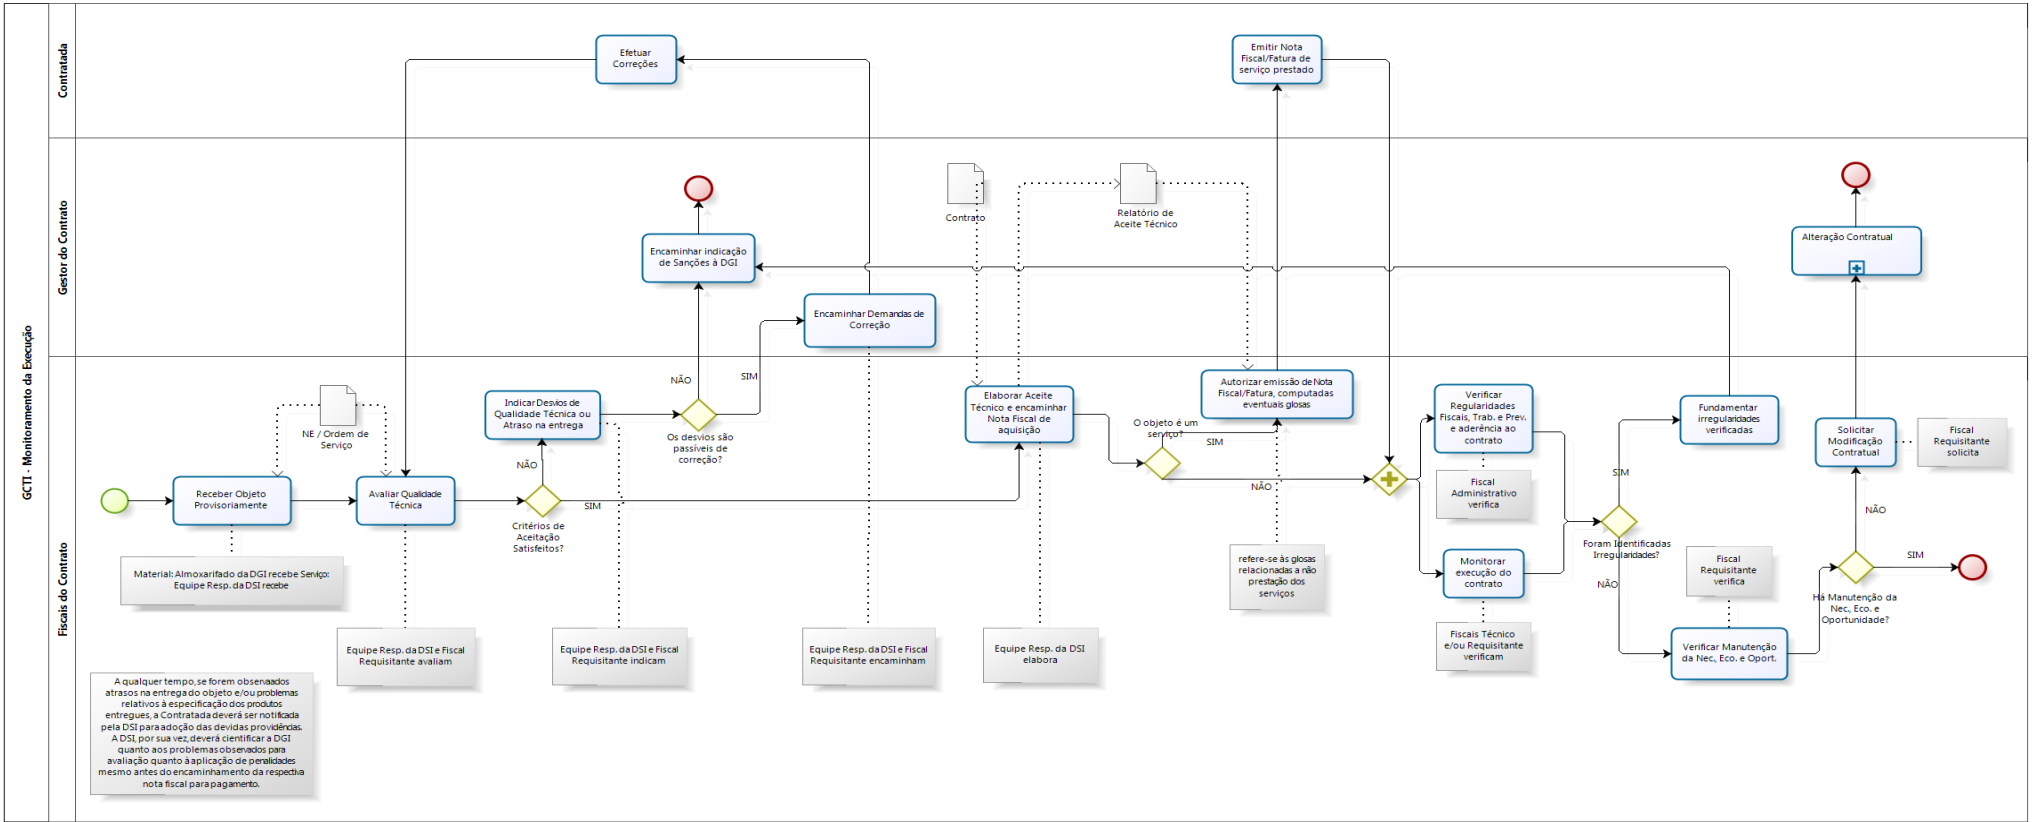 GCTI - Monitoramento da Execução
Contratada
Efetuar
Correções
Emitir Nota
Fiscal/Fatura de
serviço prestado
Gestor do Contrato
Encaminhar indicação
de Sanções à DGI
Encaminhar Demandas de
Correção
Contrato
Relatório de
Aceite Técnico
Alteração Contratual
Fiscais do Contrato
NE / Ordem de
Serviço
Receber Objeto
Provisoriamente
Material: Almoxarifado da DGI recebe Serviço:
Equipe Resp. da DSI recebe
Avaliar Qualidade
Técnica
Equipe Resp. da DSI e Fiscal
Requisitante avaliam
Critérios de
Aceitação
Satisfeitos?
NÃO
SIM
Indicar Desvios de
Qualidade Técnica ou
Atraso na entrega
Equipe Resp. da DSI e Fiscal
Requisitante indicam
Os desvios são
passíveis de
correção?
NÃO
SIM
Equipe Resp. da DSI e Fiscal
Requisitante encaminham
Elaborar Aceite
Técnico e encaminhar
Nota Fiscal de
aquisição
Equipe Resp. da DSI
elabora
O objeto é um
serviço?
SIM
NÃO
Autorizar emissão de Nota
Fiscal/Fatura, computadas
eventuais glosas
refere-se às glosas
relacionadas a não
prestação dos
serviços
Verificar
Regularidades
Fiscais, Trab. e Prev.
e aderência ao
contrato
Fiscal
Administrativo
verifica
Monitorar
execução do
contrato
Fiscais Técnico
e/ou Requisitante
verificam
Foram Identificadas
Irregularidades?
SIM
NÃO
Fundamentar
irregularidades
verificadas
Fiscal
Requisitante
verifica
Verificar Manutenção
da Nec., Eco. e Oport.
Há Manutenção da
Nec., Eco. e
Oportunidade?
NÃO
SIM
Solicitar
Modificação
Contratual
Fiscal
Requisitante
solicita
A qualquer tempo, se forem observaados
atrasos na entrega do objeto e/ou problemas
relativos à especificação dos produtos
entregues, a Contratada deverá ser notificada
pela DSI para adoção das devidas providências.
A DSI, por sua vez, deverá cientificar a DGI
quanto aos problemas observados para
avaliação quanto à aplicação de penalidades
mesmo antes do encaminhamento da respectiva
nota fiscal para pagamento.